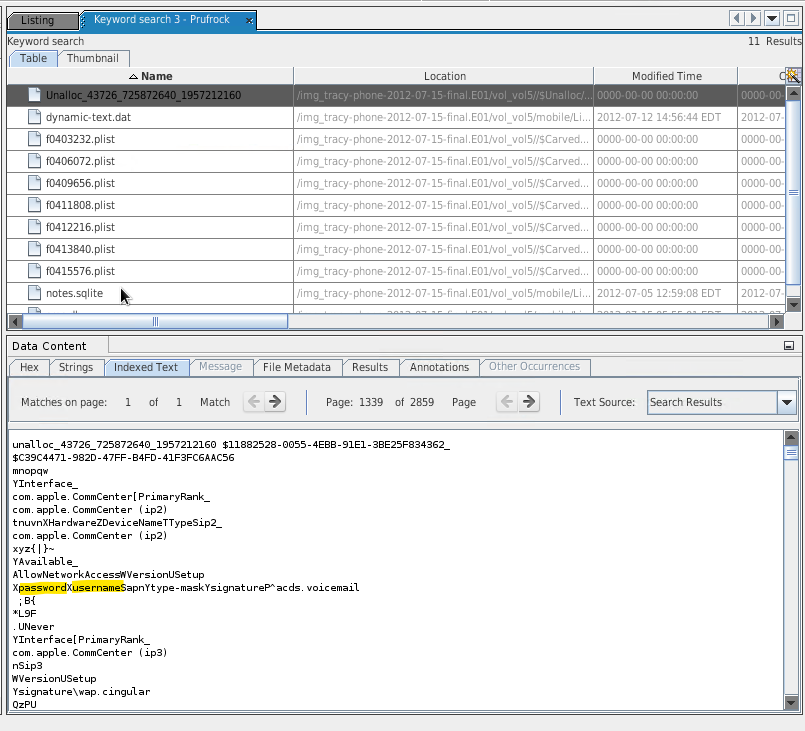 Listing
Keyword search 3 - Prufrock
Keyword search
11 Results
Table
Thumbnail
Name
Location
Modified Time
Unalloc_43726_725872640_1957212160
/img_tracy-phone-2012-07-15-final.E01/vol_vol5//$Unalloc/...
0000-00-00 00:00:00
0000-00-
dynamic-text.dat
/img_tracy-phone-2012-07-15-final.E01/vol_vol5/mobile/Li...
2012-07-12 14:56:44 EDT
2012-07-
f0403232.plist
/img_tracy-phone-2012-07-15-final.E01/vol_vol5//$Carved...
0000-00-00 00:00:00
0000-00-
f0406072.plist
/img_tracy-phone-2012-07-15-final.E01/vol_vol5//$Carved...
0000-00-00 00:00:00
0000-00-
f0409656.plist
/img_tracy-phone-2012-07-15-final.E01/vol_vol5//$Carved...
0000-00-00 00:00:00
0000-00-
f0411808.plist
/img_tracy-phone-2012-07-15-final.E01/vol_vol5//$Carved...
0000-00-00 00:00:00
0000-00-
f0412216.plist
/img_tracy-phone-2012-07-15-final.E01/vol_vol5//$Carved...
0000-00-00 00:00:00
0000-00-
f0413840.plist
/img_tracy-phone-2012-07-15-final.E01/vol_vol5//$Carved...
0000-00-00 00:00:00
0000-00-
f0415576.plist
/img_tracy-phone-2012-07-15-final.E01/vol_vol5//$Carved...
0000-00-00 00:00:00
0000-00-
notes.sqlite
/img_tracy-phone-2012-07-15-final.E01/vol_vol5/mobile/Li...
2012-07-05 12:59:08 EDT
2012-07-
Data Content
Hex
Strings
Indexed Text
Message
File Metadata
Results
Annotations
Other Occurrences
Matches on page: 1 of 1 Match
Page: 1339 of 2859 Page
Text Source: Search Results
unalloc_43726_725872640_1957212160 $11882528-0055-4EBB-91E1-3BE25F834362_
$C39C4471-982D-47FF-B4FD-41F3FC6AAC56
mnopqw
YInterface_
com.apple.CommCenter[PrimaryRank_
com.apple.CommCenter (ip2)
tnuvnXHardwareZDeviceNameTTypeSip2_
com.apple.CommCenter (ip2)
xyz{|}~
YAvailable_
AllowNetworkAccessWVersionUSetup
XpasswordXusernameSapnYtype-maskYsignatureP^acds.voicemail
;B{
*L9F
.UNever
YInterface[PrimaryRank_
com.apple.CommCenter (ip3)
nSip3
WVersionUSetup
Ysignature\wap.cingular
QzPU